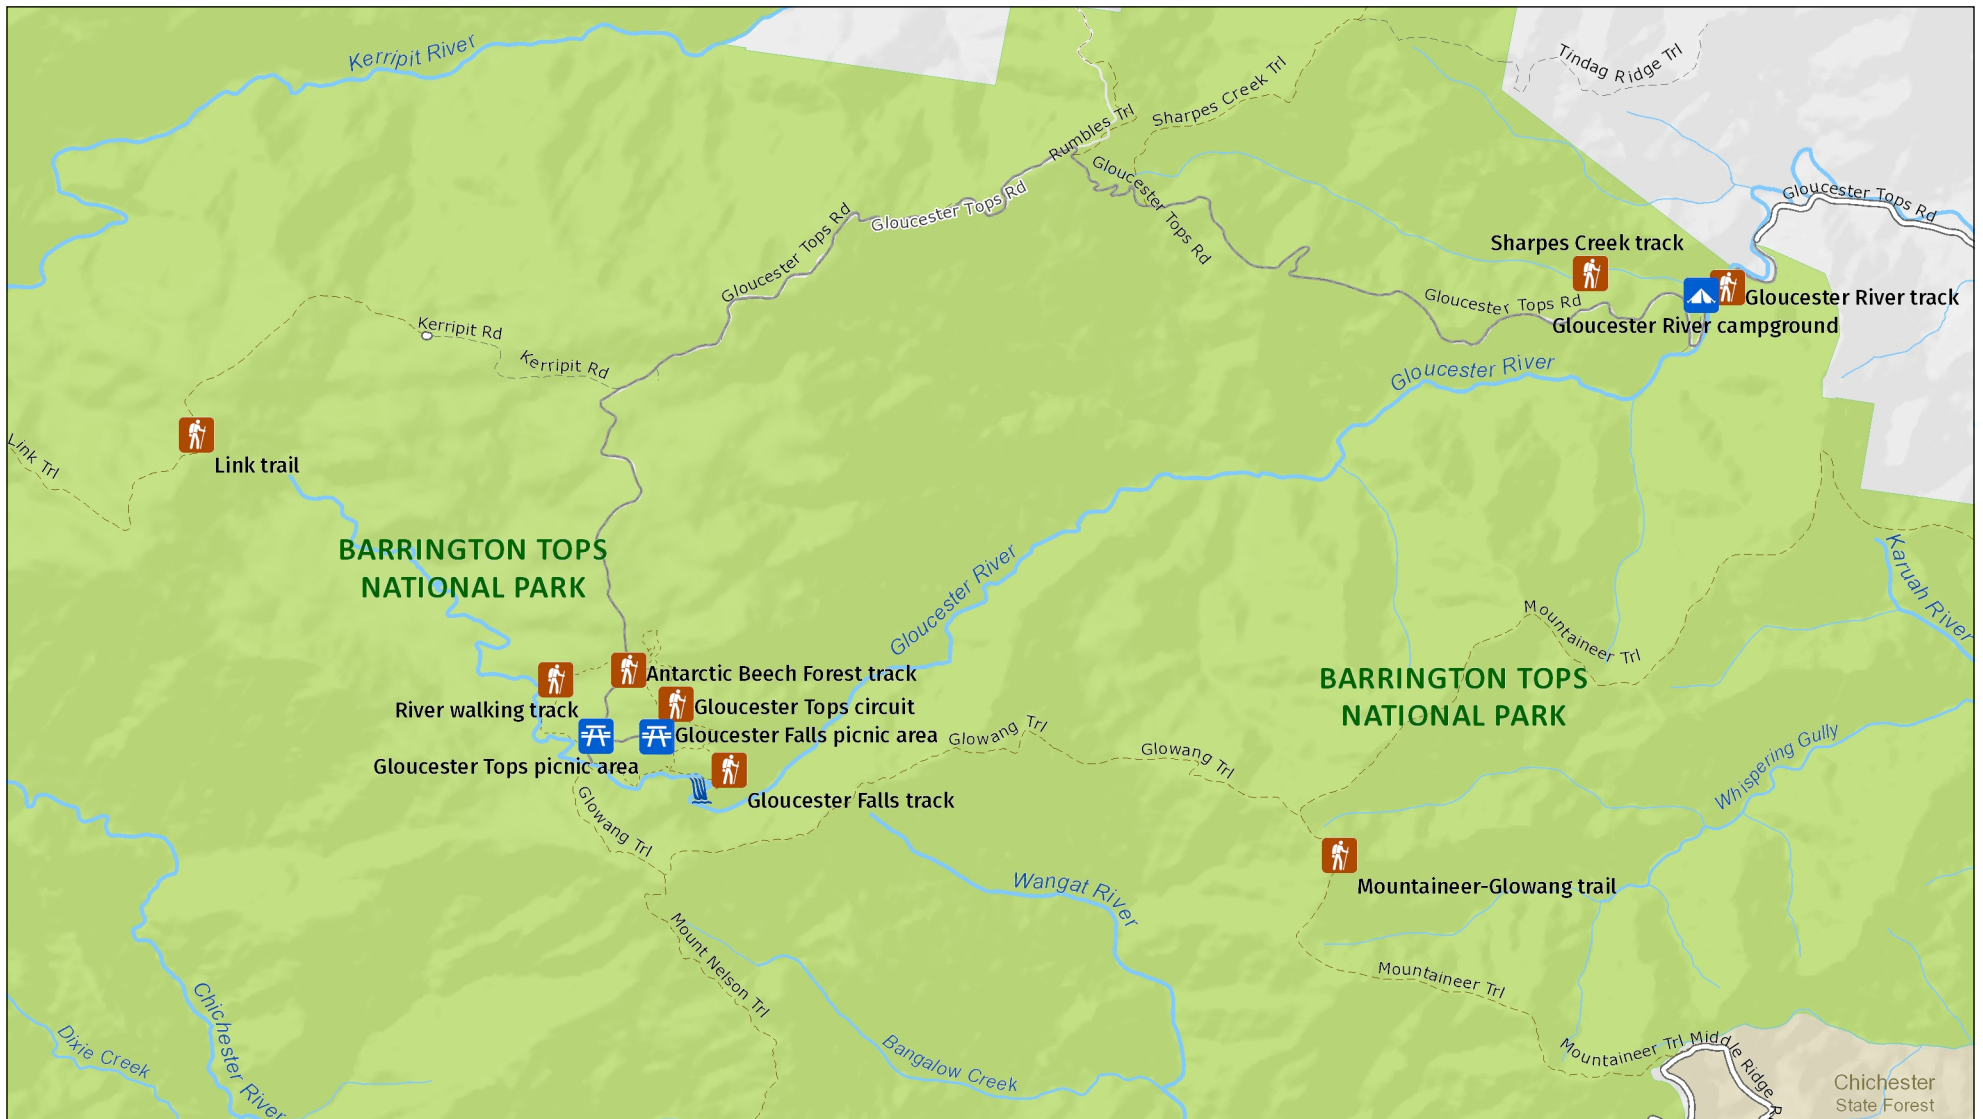 Kerripit River
Tindag Ridge Trl
Sharpes Creek Trl
Rumbles Trl
Gloucester Tops Rd
Gloucester Tops Rd
Gloucester Tops Rd
Gloucester Tops Rd
Sharpes Creek track
Gloucester Tops Rd
Gloucester River track
Gloucester River campground
Kerripit Rd
Kerripit Rd
Gloucester River
Link Trl
Link trail
BARRINGTON TOPS
NATIONAL PARK
Gloucester River
Karuah River
Mountaineer Trl
BARRINGTON TOPS
NATIONAL PARK
Antarctic Beech Forest track
River walking track
Gloucester Tops circuit
Gloucester Falls picnic area
Gloucester Tops picnic area
Glowang Trl
Glowang Trl
Whispering Gully
Gloucester Falls track
Glowang Trl
Mountaineer-Glowang trail
Wangat River
Mount Nelson Trl
Mountaineer Trl
Chichester River
Dixie Creek
Bangalow Creek
Mountaineer Trl
Middle Ridge R
Chichester
State Forest